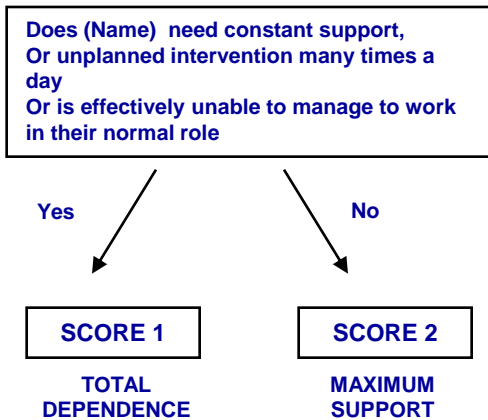 Does (Name) need constant support,
Or unplanned intervention many times a
day
Or is effectively unable to manage to work
in their normal role
Yes
No
SCORE 1
SCORE 2
TOTAL
DEPENDENCE
MAXIMUM
SUPPORT